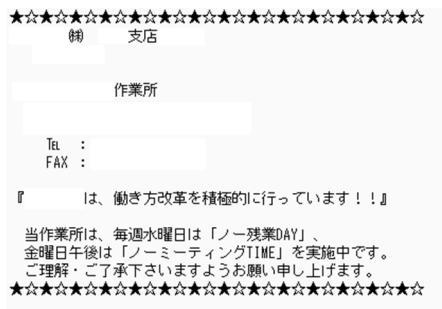 ★☆★☆★☆★☆★☆★☆★☆★☆★☆★☆★☆★☆★☆★☆
㈱　　　支店
作業所
℡　：
FAX　：
『　　　　は、働き方改革を積極的に行っています！！』
当作業所は、毎週水曜日は「ノー残業DAY」、
金曜日午後は「ノーミーティングTIME」を実施中です。
ご理解・ご了承下さいますようお願い申し上げます。
★☆★☆★☆★☆★☆★☆★☆★☆★☆★☆★☆★☆★☆★☆